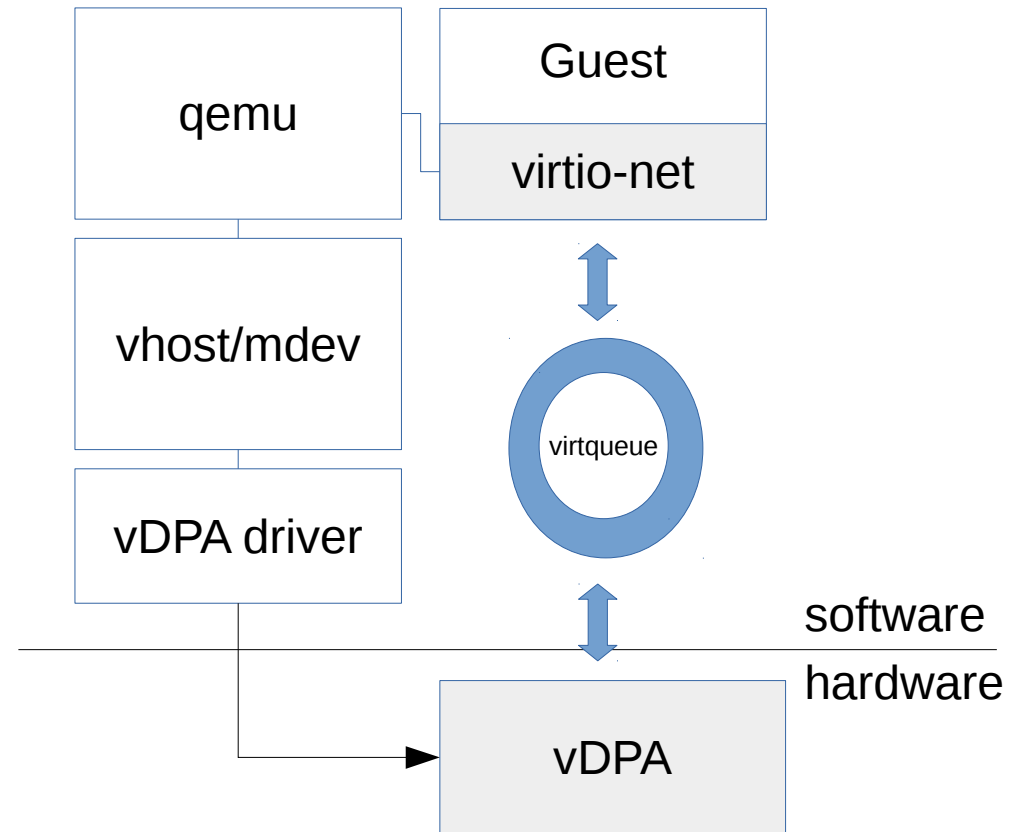 qemu
Guest
virtio-net
vhost/mdev
virtqueue
vDPA driver
software
hardware
vDPA